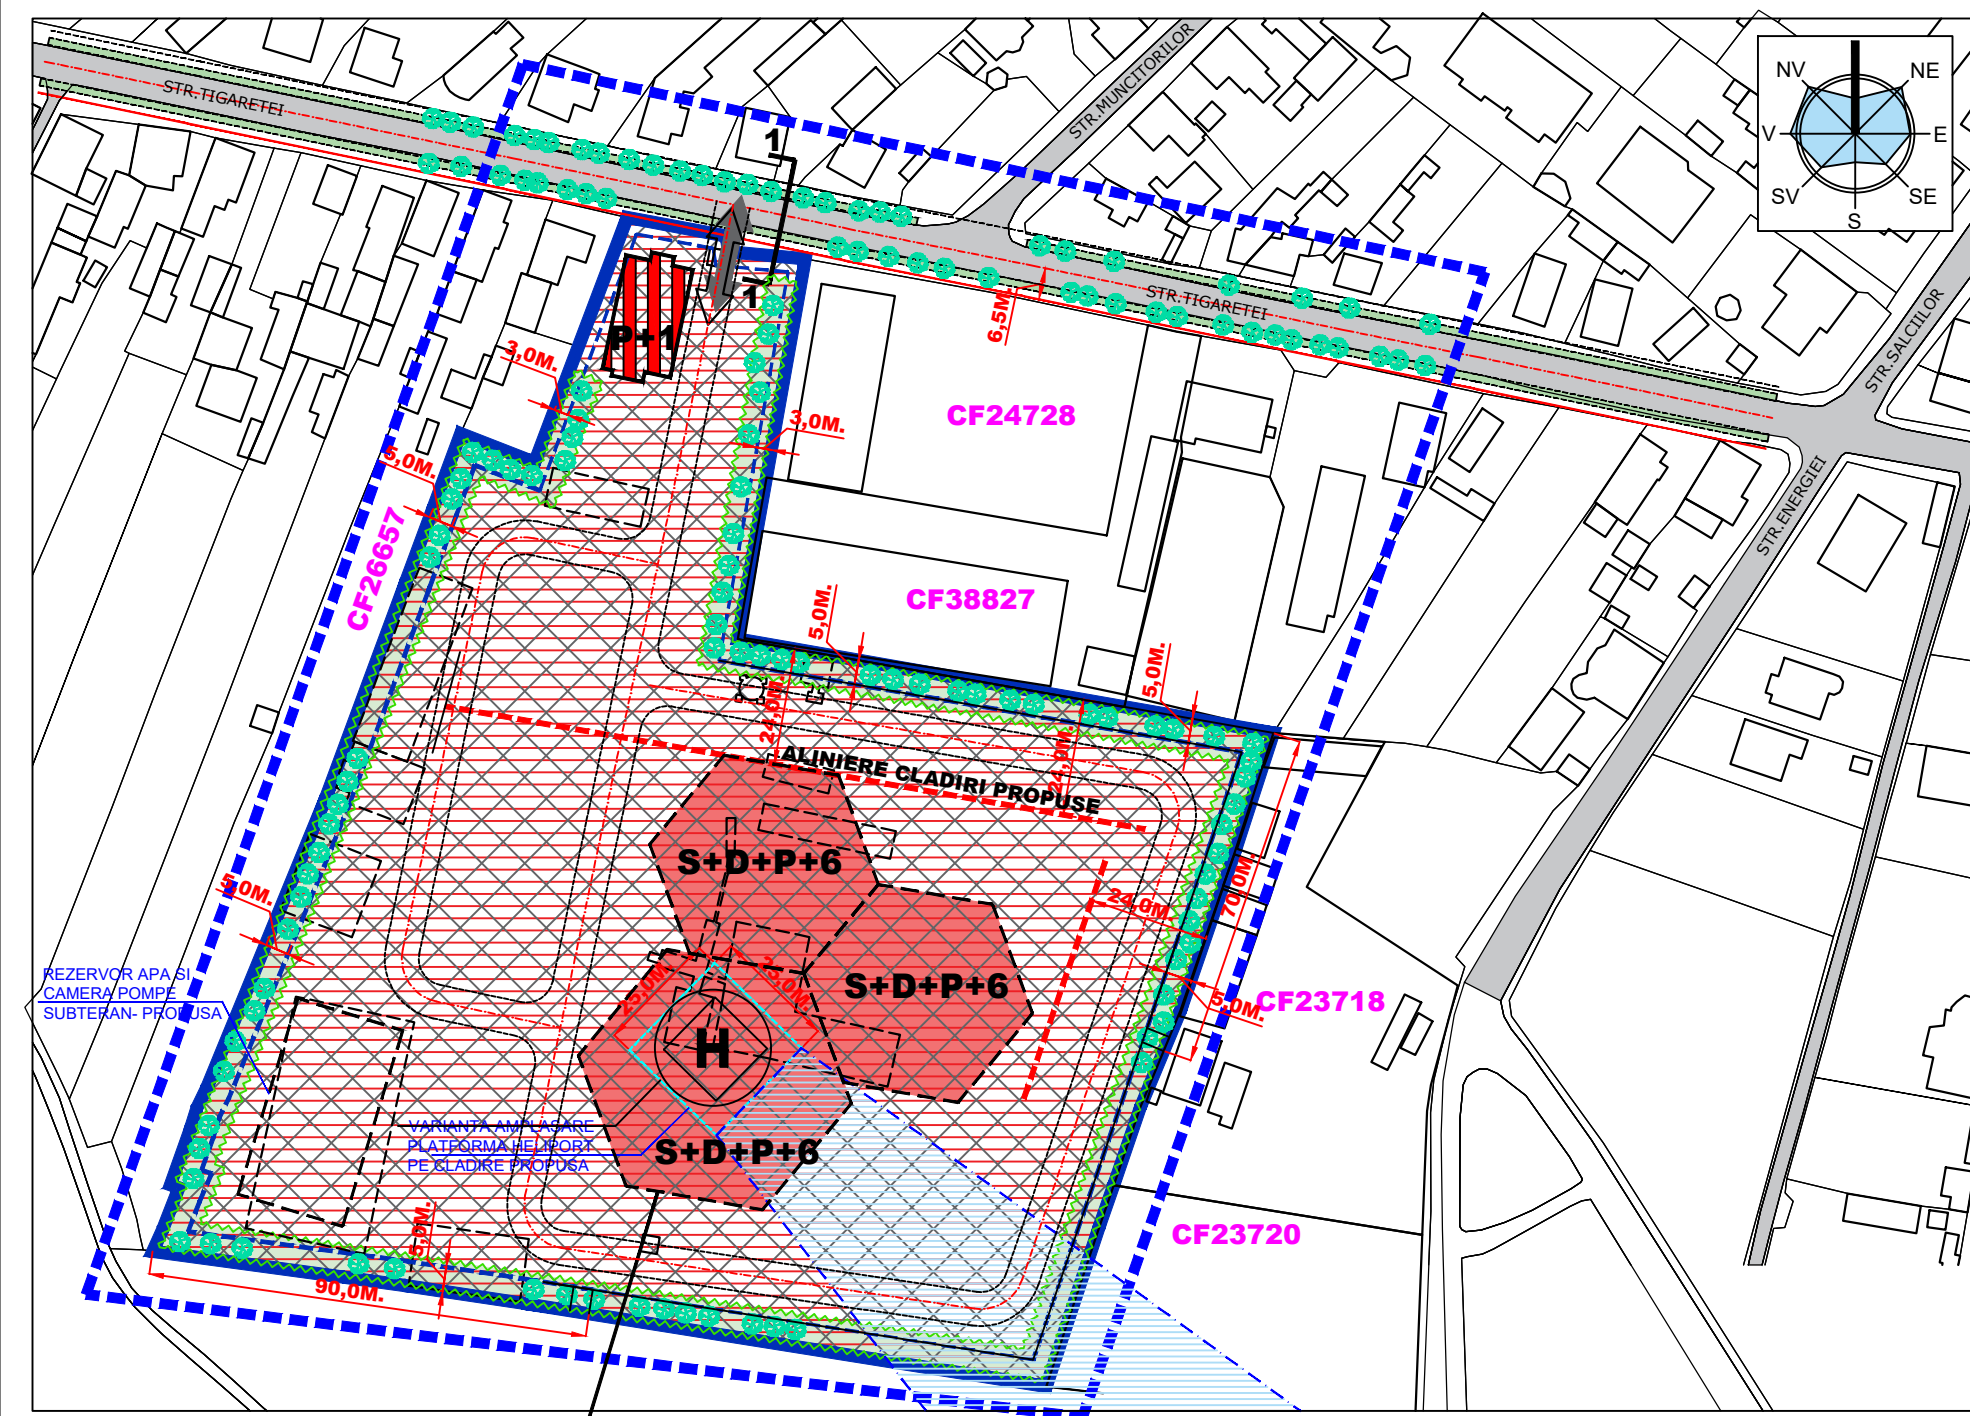 STR.TIGARETEI
STR.MUNCITORILOR
NV
NE
V
E
SV
SE
S
1
1
P+1
6,5M.
STR.TIGARETEI
STR.SALCIILOR
3,0M.
3,0M.
CF24728
5,0M.
STR.ENERGIEI
CF26657
CF38827
5,0M.
5,0M.
24,0M.
24,0M.
ALINIERE CLADIRI PROPUSE
S+D+P+6
5,0M.
24,0M.
70,0M.
S+D+P+6
25,0M.
25,0M.
5,0M.
CF23718
REZERVOR APA SI
CAMERA POMPE
SUBTERAN- PROPUSA
H
VARIANTA AMPLASARE
PLATFORMA HELIPORT
PE CLADIRE PROPUSA
S+D+P+6
5,0M.
CF23720
90,0M.